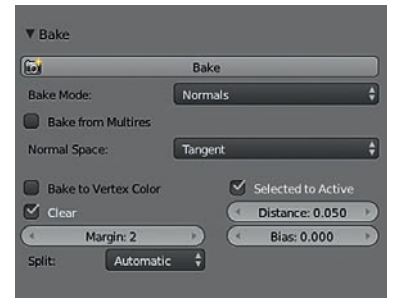 Bake
Bake
Bake Mode: Normals
Bake from Multires
Normal Space: Tangent
Bake to Vertex Color Selected to Active
Clear Distance: 0.050
Margin: 2 Bias: 0.000
Split: Automatic